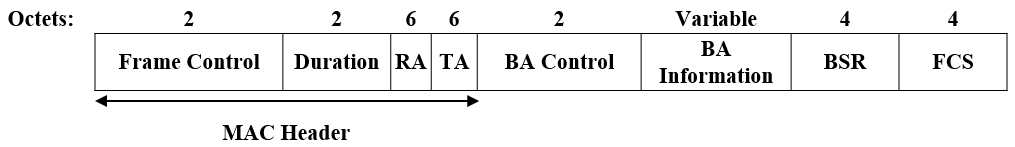 Octets: 2 2 6 6 2 Variable 4 4
Frame Control Duration RA TA BA Control BA Information BSR FCS
MAC Header